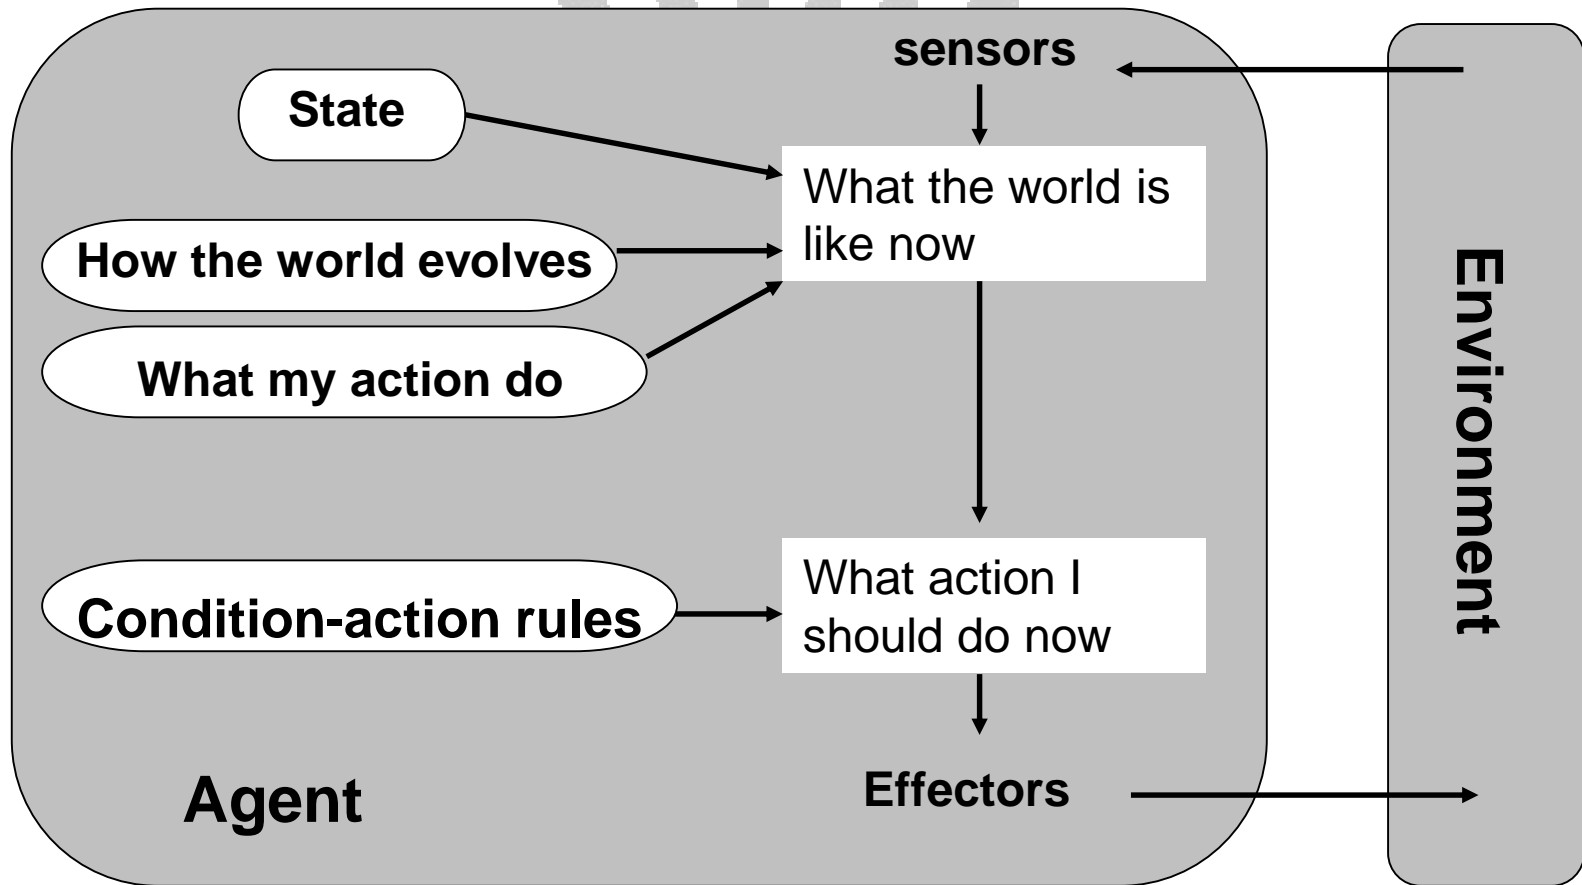 sensors
State
What the world is
like now
How the world evolves
What my action do
Environment
What action I
should do now
Condition-action rules
Effectors
Agent